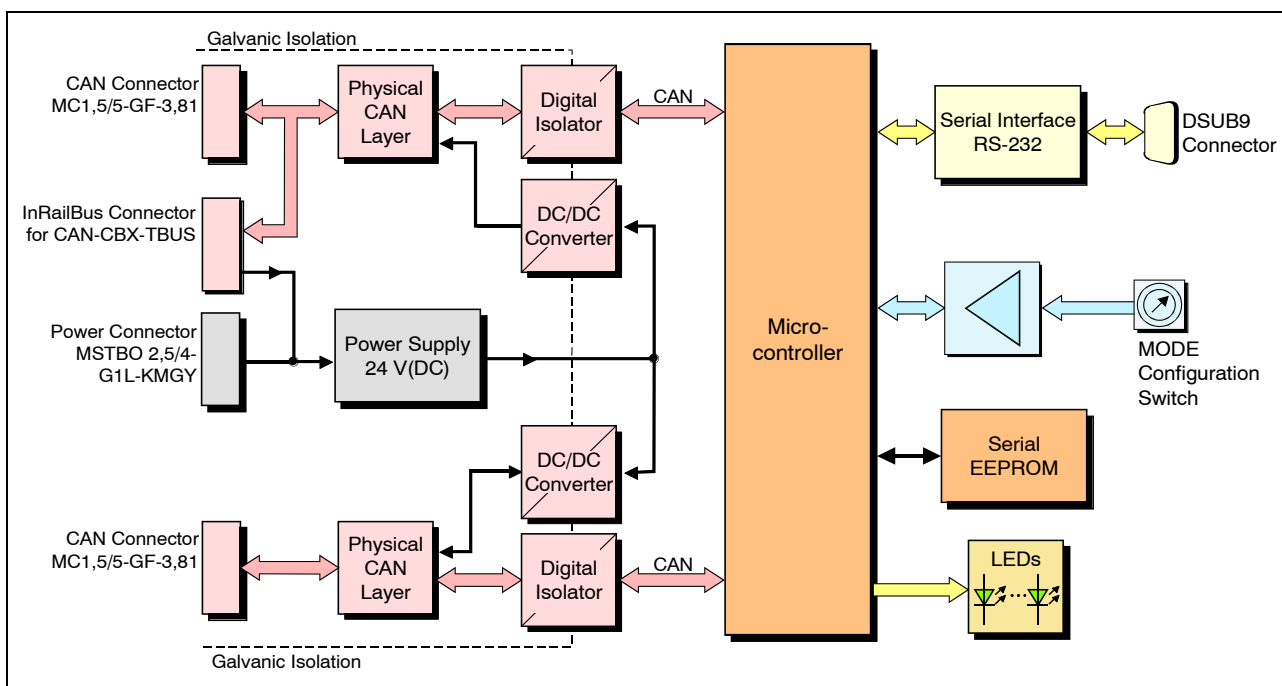 Galvanic Isolation
CAN Connector
MC1,5/5-GF-3,81
Physical
CAN
Layer
Digital
Isolator
CAN
Serial Interface
RS-232
DSUB9
Connector
InRailBus Connector
for CAN-CBX-TBUS
DC/DC
Converter
Power Connector
MSTBO 2,5/4-
G1L-KMGY
Power Supply
24 V(DC)
Micro-
controller
MODE
Configuration
Switch
DC/DC
Converter
Serial
EEPROM
CAN Connector
MC1,5/5-GF-3,81
Physical
CAN
Layer
Digital
Isolator
CAN
LEDs
Galvanic Isolation